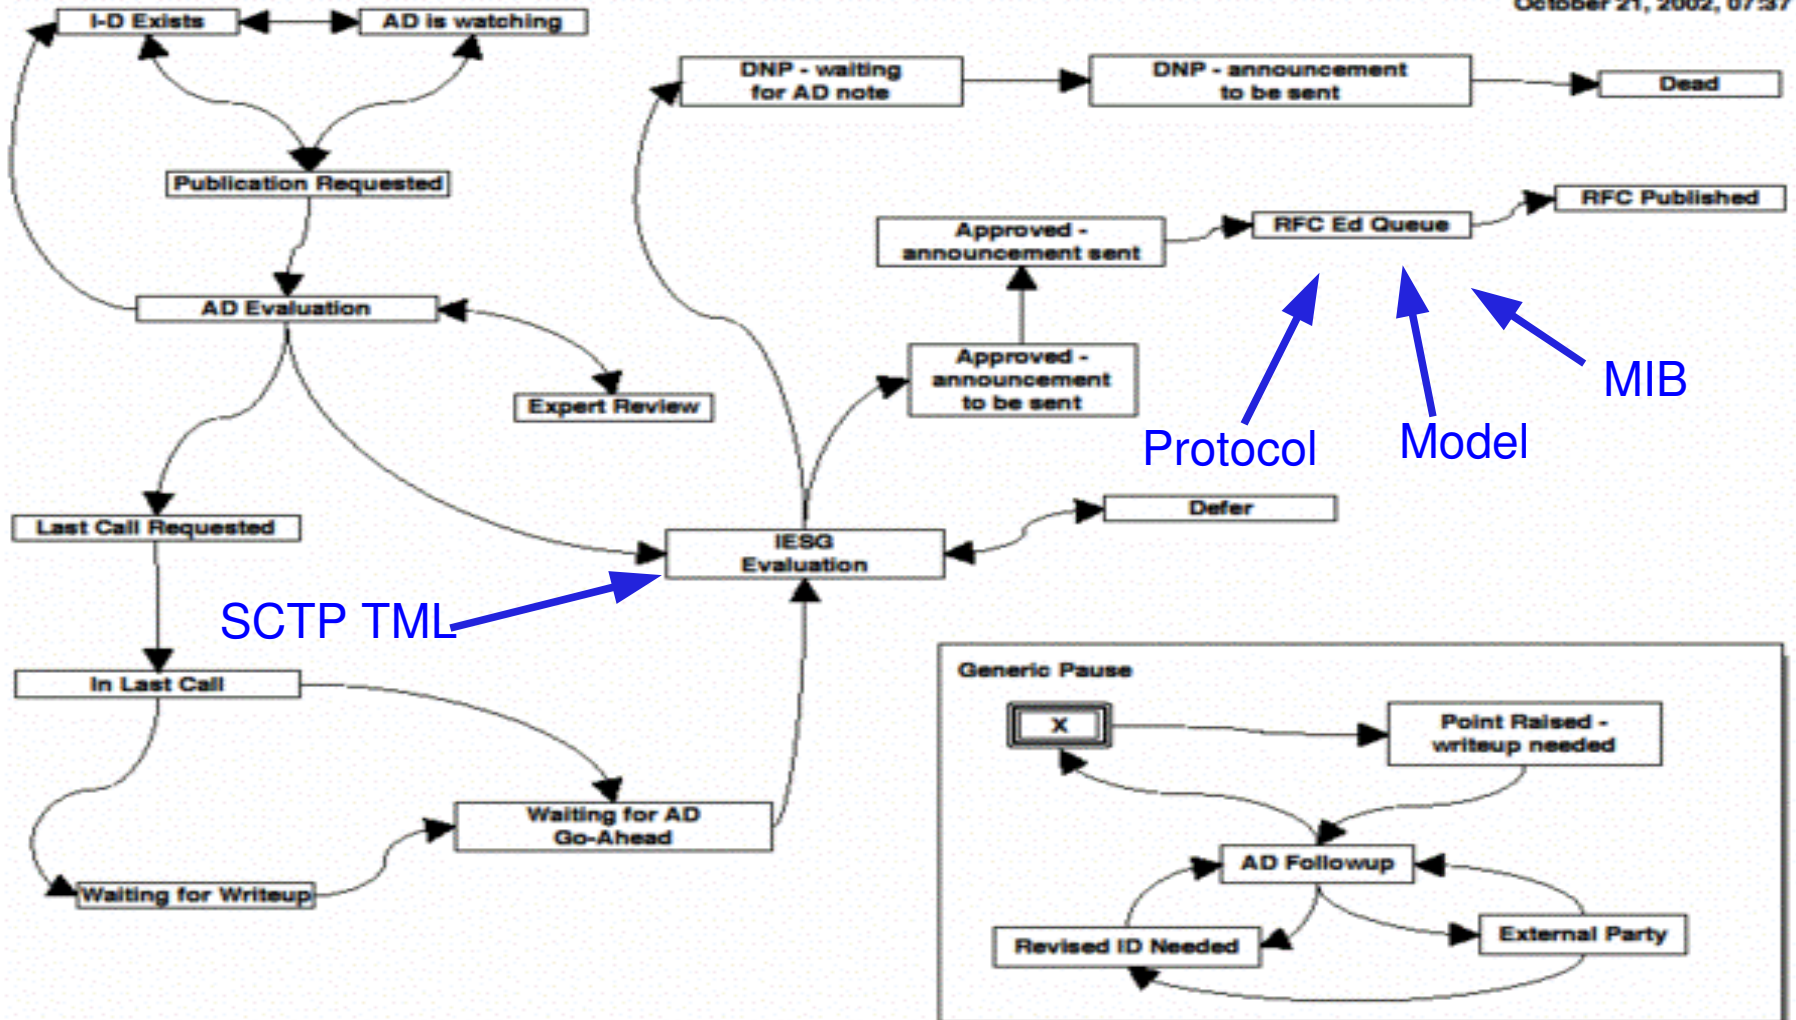 October 21, 2002, 07:37
I-D Exists
AD is watching
DNP - waiting
for AD note
DNP - announcement
to be sent
Dead
Publication Requested
RFC Published
Approved -
announcement sent
RFC Ed Queue
AD Evaluation
Approved -
announcement
to be sent
MIB
Expert Review
Protocol
Model
Last Call Requested
Defer
IESG
Evaluation
SCTP TML
In Last Call
Generic Pause
X
Point Raised -
writeup needed
Waiting for AD
Go-Ahead
AD Followup
Waiting for Writeup
Revised ID Needed
External Party